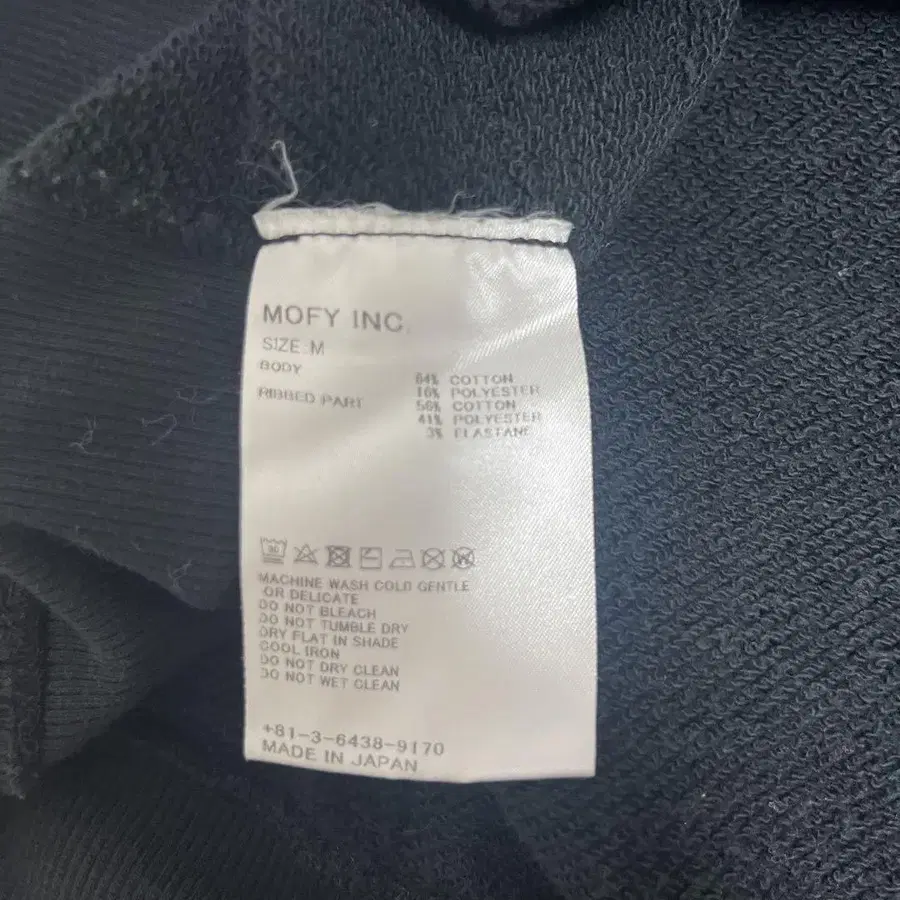 MOFY INC.
SIZE:M
BODY
64% COTTON
16% POLYESTER
RIBBED PART
56% COTTON
41% POLYESTER
3% ELASTANE
30
W
MACHINE WASH COLD GENTLE
OR DELICATE
DO NOT BLEACH
DO NOT TUMBLE DRY
DRY FLAT IN SHADE
COOL IRON
DO NOT DRY CLEAN
DO NOT WET CLEAN
+81-3-6438-9170
MADE IN JAPAN